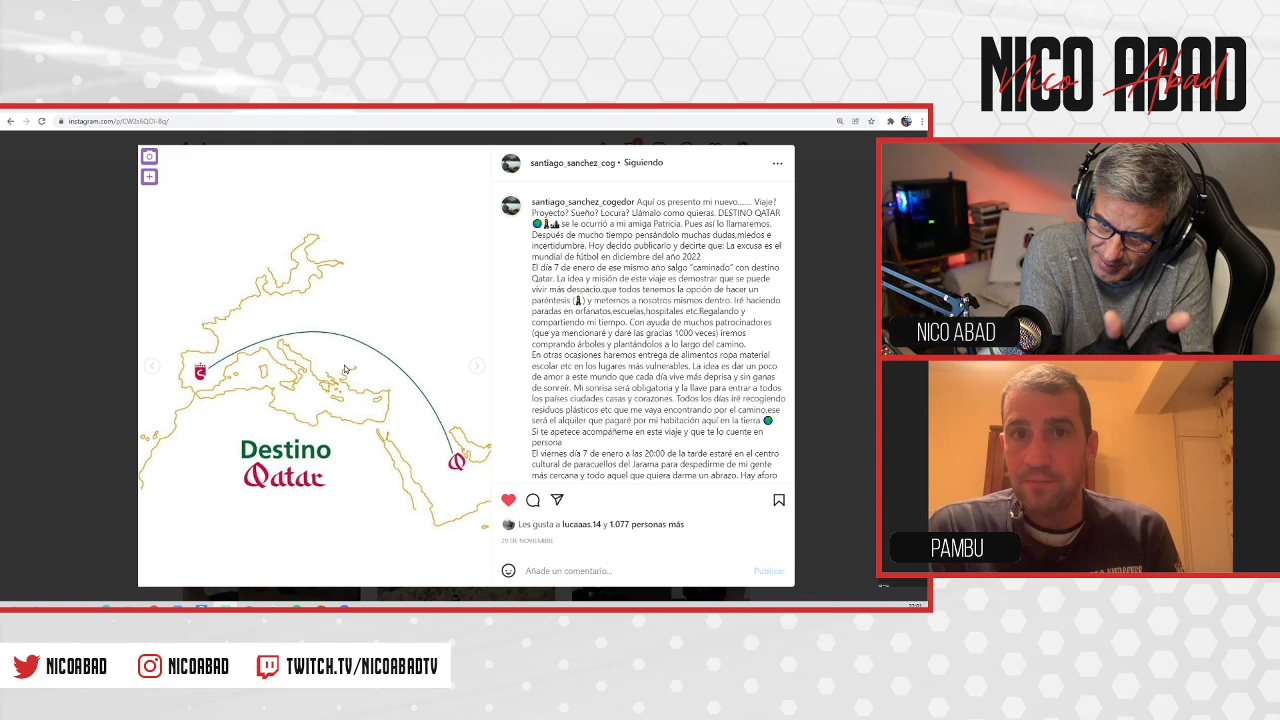 NICO ABAD
Nico Abad
instagram.com/p/CW2s6QOI-Bq/
santiago_sanchez_cog • Siguiendo
santiago_sanchez_cogedor Aquí os presento mi nuevo....... Viaje?
Proyecto? Sueño? Locura? Llámalo como quieras. DESTINO QATAR
se le ocurrió a mi amiga Patricia. Pues así lo llamaremos.
Después de mucho tiempo pensándolo muchas dudas,miedos e
incertidumbre. Hoy decido publicarlo y decirte que: La excusa es el
mundial de fútbol en diciembre del año 2022
El día 7 de enero de ese mismo año salgo "caminado" con destino
Qatar. La idea y misión de este viaje es demostrar que se puede
vivir más despacio,que todos tenemos la opción de hacer un
paréntesis ( ) y meternos a nosotros mismos dentro. Iré haciendo
paradas en orfanatos,escuelas,hospitales etc.Regalando y
compartiendo mi tiempo. Con ayuda de muchos patrocinadores
(que ya mencionaré y daré las gracias 1000 veces) iremos
comprando árboles y plantándolos a lo largo del camino.
En otras ocasiones haremos entrega de alimentos ropa material
escolar etc en los lugares más vulnerables. La idea es dar un poco
de amor a este mundo que cada día vive más deprisa y sin ganas
de sonreír. Mi sonrisa será obligatoria y la llave para entrar a todos
los países ciudades casas y corazones. Todos los días iré recogiendo
residuos plásticos etc que me vaya encontrando por el camino,ese
será el alquiler que pagaré por mi habitación aquí en la tierra
Si te apetece acompáñeme en este viaje y que te lo cuente en
persona
El viernes día 7 de enero a las 20:00 de la tarde estaré en el centro
cultural de paracuellos del Jarama para despedirme de mi gente
más cercana y todo aquel que quiera darme un abrazo. Hay aforo
Destino
Qatar
Q
Les gusta a lucaaas.14 y 1.077 personas más
29 DE NOVIEMBRE
Añade un comentario...
Publicar
NICO ABAD
PAMBU
22:01
NICOABAD
NICOABAD
TWITCH.TV/NICOABADTV